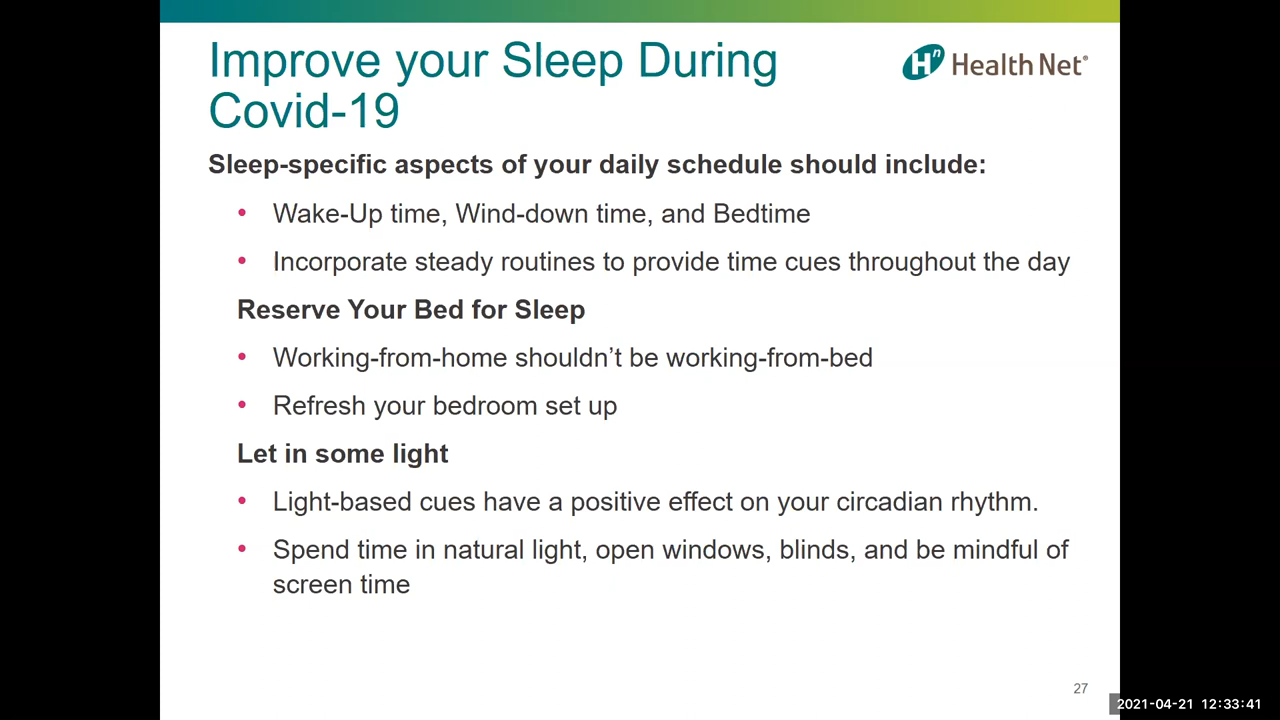 Improve your Sleep During
Covid-19
Hn Health Net®
Sleep-specific aspects of your daily schedule should include:
• Wake-Up time, Wind-down time, and Bedtime
• Incorporate steady routines to provide time cues throughout the day
Reserve Your Bed for Sleep
• Working-from-home shouldn’t be working-from-bed
• Refresh your bedroom set up
Let in some light
• Light-based cues have a positive effect on your circadian rhythm.
• Spend time in natural light, open windows, blinds, and be mindful of
screen time
27
2021-04-21 12:33:41